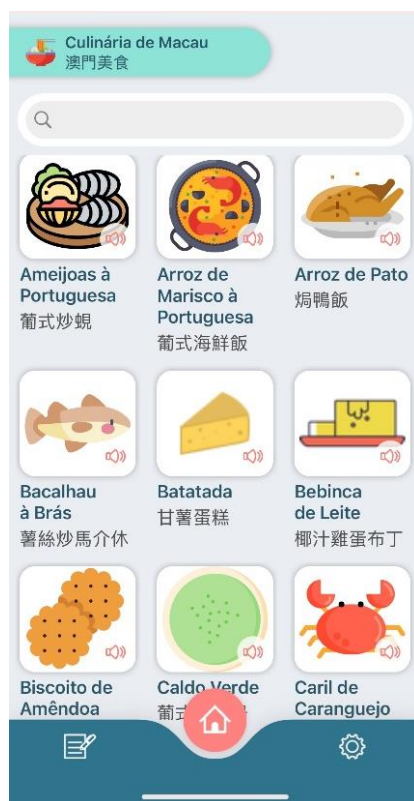 Culinária de Macau
澳門美食
Ameijoas à
Portuguesa
葡式炒蜆
Arroz de
Marisco à
Portuguesa
葡式海鮮飯
Arroz de Pato
焗鴨飯
Bacalhau
à Brás
薯絲炒馬介休
Batatada
甘薯蛋糕
Bebinca
de Leite
椰汁雞蛋布丁
Biscoito de
Amêndoa
Caldo Verde
葡
Caril de
Caranguejo